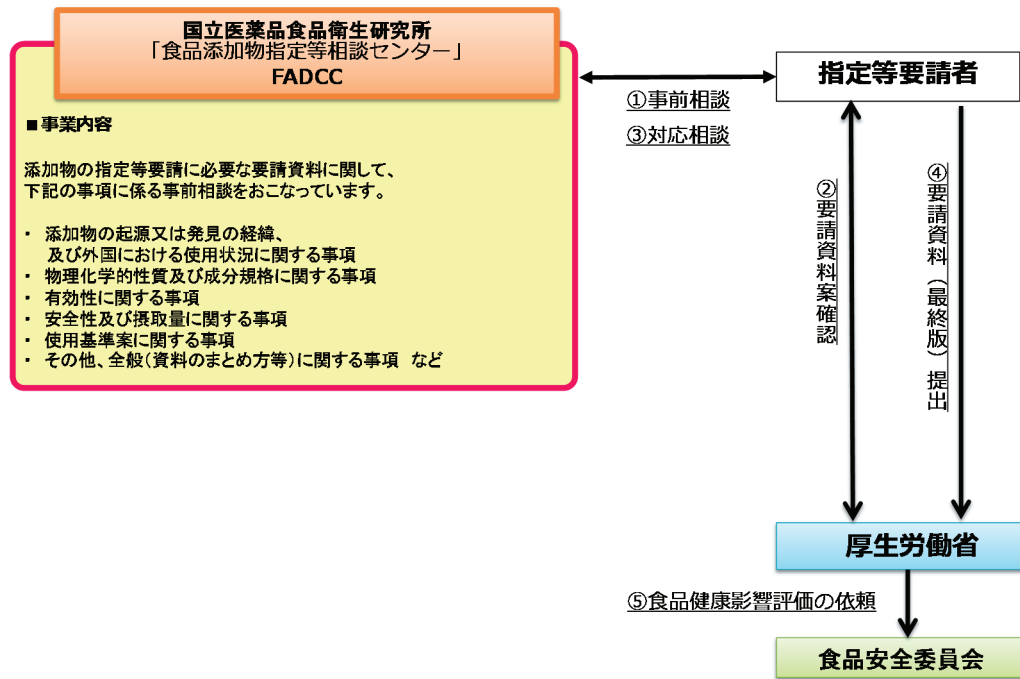 国立医薬品食品衛生研究所
「食品添加物指定等相談センター」
FADCC
■事業内容
添加物の指定等要請に必要な要請資料に関して、
下記の事項に係る事前相談をおこなっています。
・ 添加物の起源又は発見の経緯、
及び外国における使用状況に関する事項
・ 物理化学的性質及び成分規格に関する事項
・ 有効性に関する事項
・ 安全性及び摂取量に関する事項
・ 使用基準案に関する事項
・ その他、全般(資料のまとめ方等)に関する事項 など
①事前相談
③対応相談
指定等要請者
②要請資料案確認
④要請資料（最終版）提出
厚生労働省
⑤食品健康影響評価の依頼
食品安全委員会